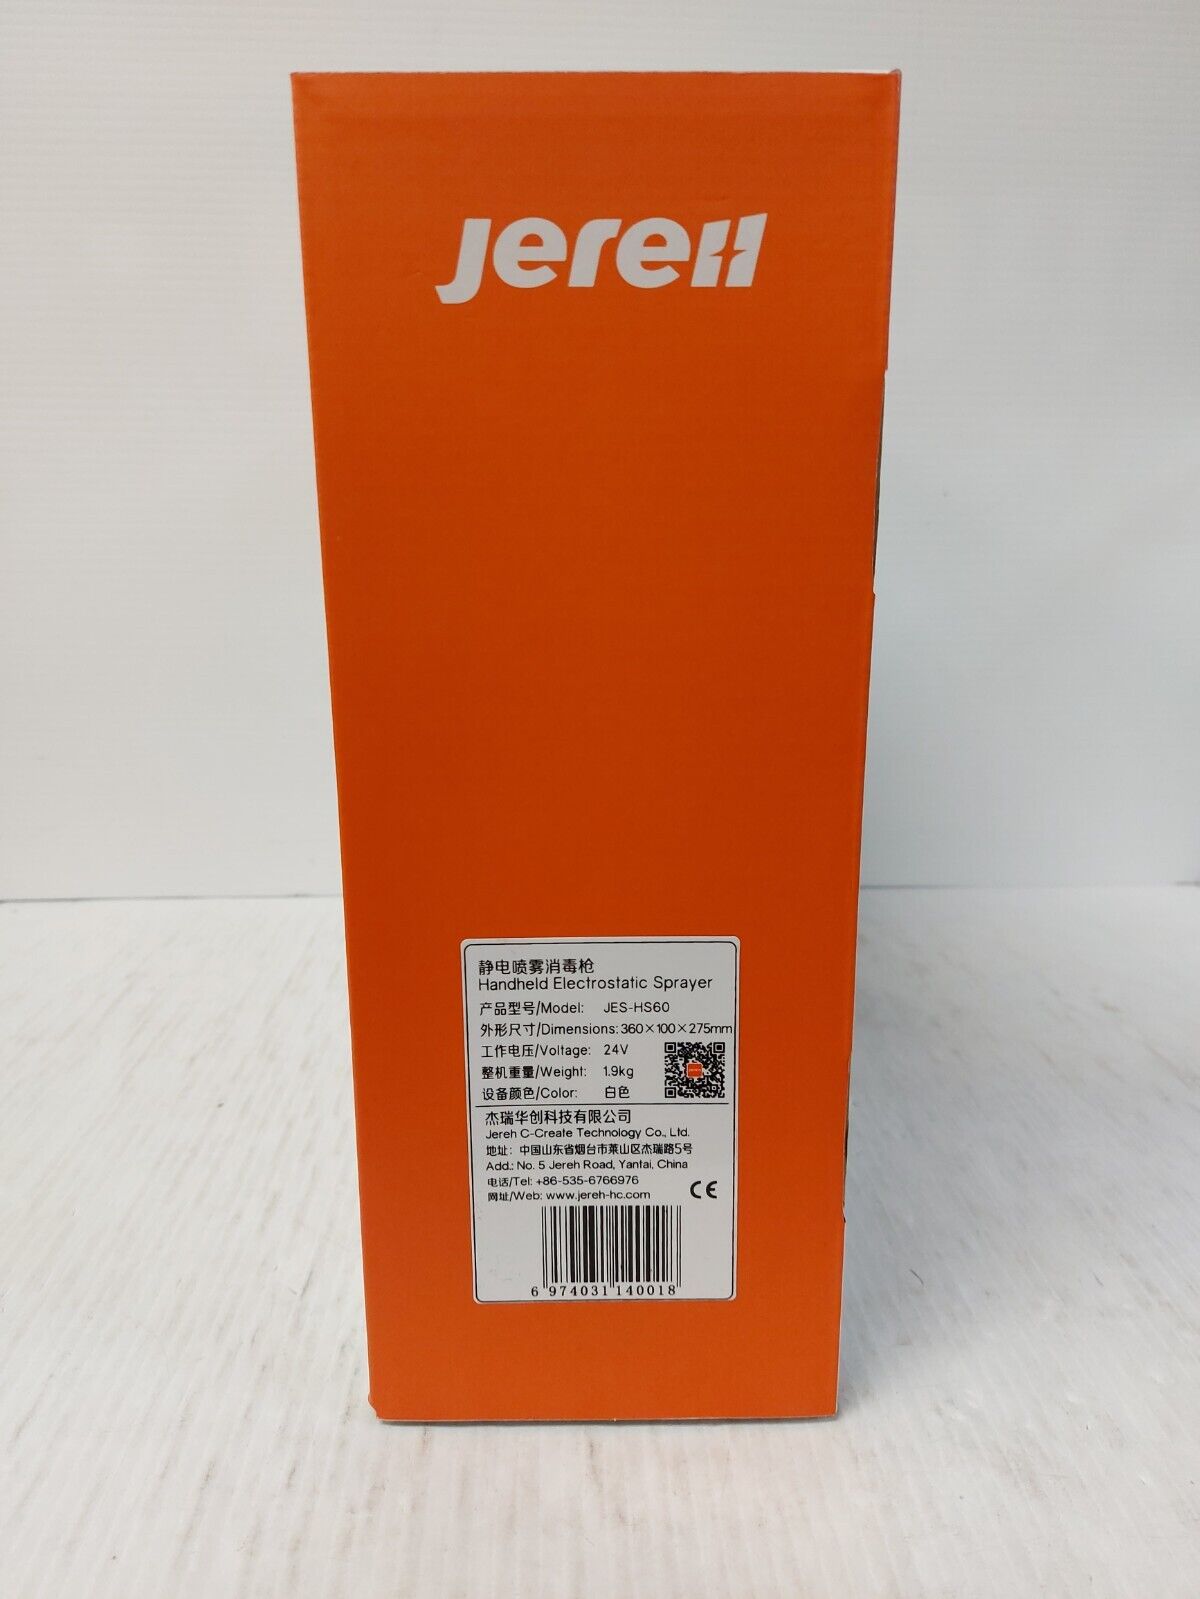 Jereh
静电喷雾消毒枪
Handheld Electrostatic Sprayer
产品型号/Model: JES-HS60
外形尺寸/Dimensions: 360×100×275mm
工作电压/Voltage: 24V
整机重量/Weight: 1.9kg
设备颜色/Color: 白色
杰瑞华创科技有限公司
Jereh C-Create Technology Co., Ltd.
地址: 中国山东省烟台市莱山区杰瑞路5号
Add.: No. 5 Jereh Road, Yantai, China
电话/Tel: +86-535-6766976
网址/Web: www.jereh-hc.com
CE
6 974031 140018